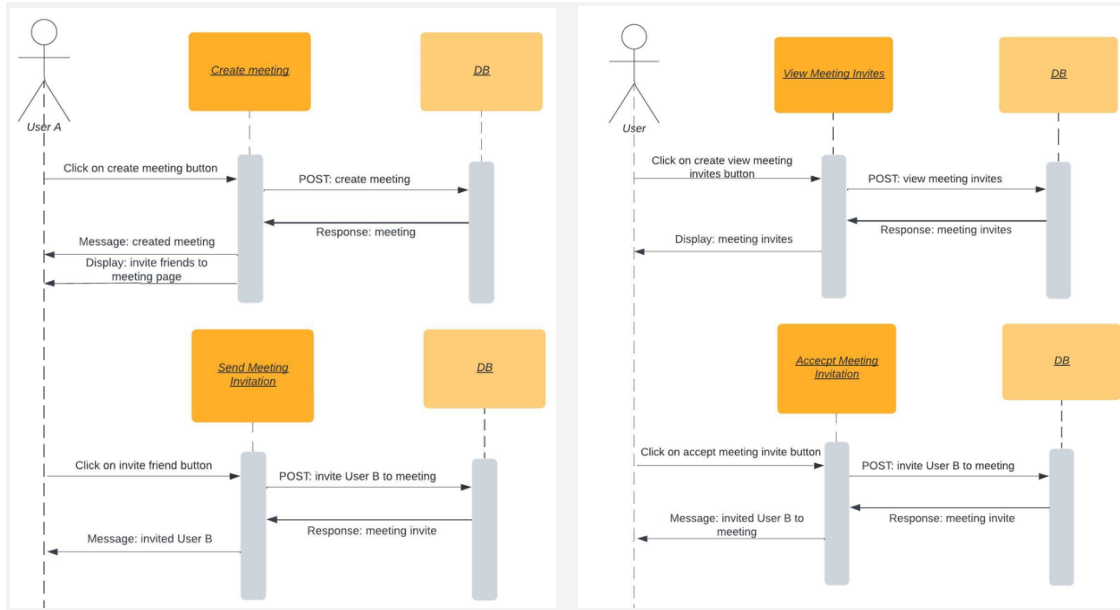 Create meeting
DB
User A
Click on create meeting button
POST: create meeting
Response: meeting
Message: created meeting
Display: invite friends to
meeting page
Send Meeting
Invitation
DB
Click on invite friend button
POST: invite User B to meeting
Response: meeting invite
Message: invited User B
View Meeting Invites
DB
User
Click on create view meeting
invites button
POST: view meeting invites
Response: meeting invites
Display: meeting invites
Accecpt Meeting
Invitation
DB
Click on accept meeting invite button
POST: invite User B to meeting
Response: meeting invite
Message: invited User B to
meeting